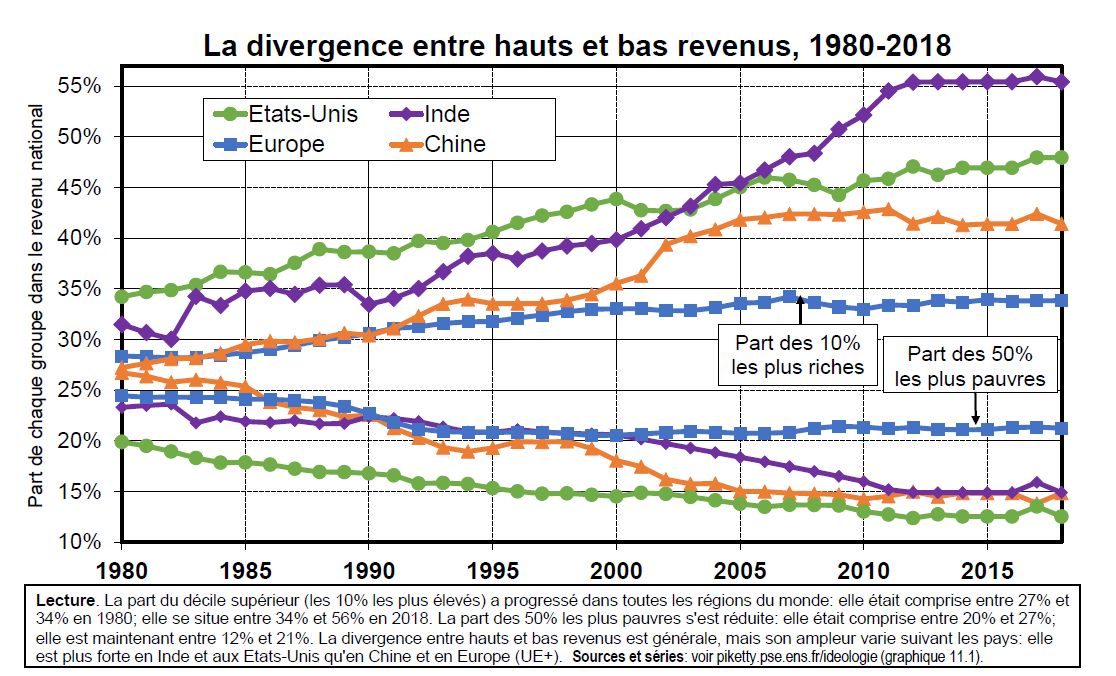 La divergence entre hauts et bas revenus, 1980-2018
Part de chaque groupe dans le revenu national
55%
50%
45%
40%
35%
30%
25%
20%
15%
10%
Etats-Unis
Inde
Europe
Chine
Part des 10%
les plus riches
Part des 50%
les plus pauvres
1980
1985
1990
1995
2000
2005
2010
2015
Lecture. La part du décile supérieur (les 10% les plus élevés) a progressé dans toutes les régions du monde: elle était comprise entre 27% et
34% en 1980; elle se situe entre 34% et 56% en 2018. La part des 50% les plus pauvres s'est réduite: elle était comprise entre 20% et 27%;
elle est maintenant entre 12% et 21%. La divergence entre hauts et bas revenus est générale, mais son ampleur varie suivant les pays: elle
est plus forte en Inde et aux Etats-Unis qu'en Chine et en Europe (UE+). Sources et séries: voir piketty.pse.ens.fr/ideologie (graphique 11.1).